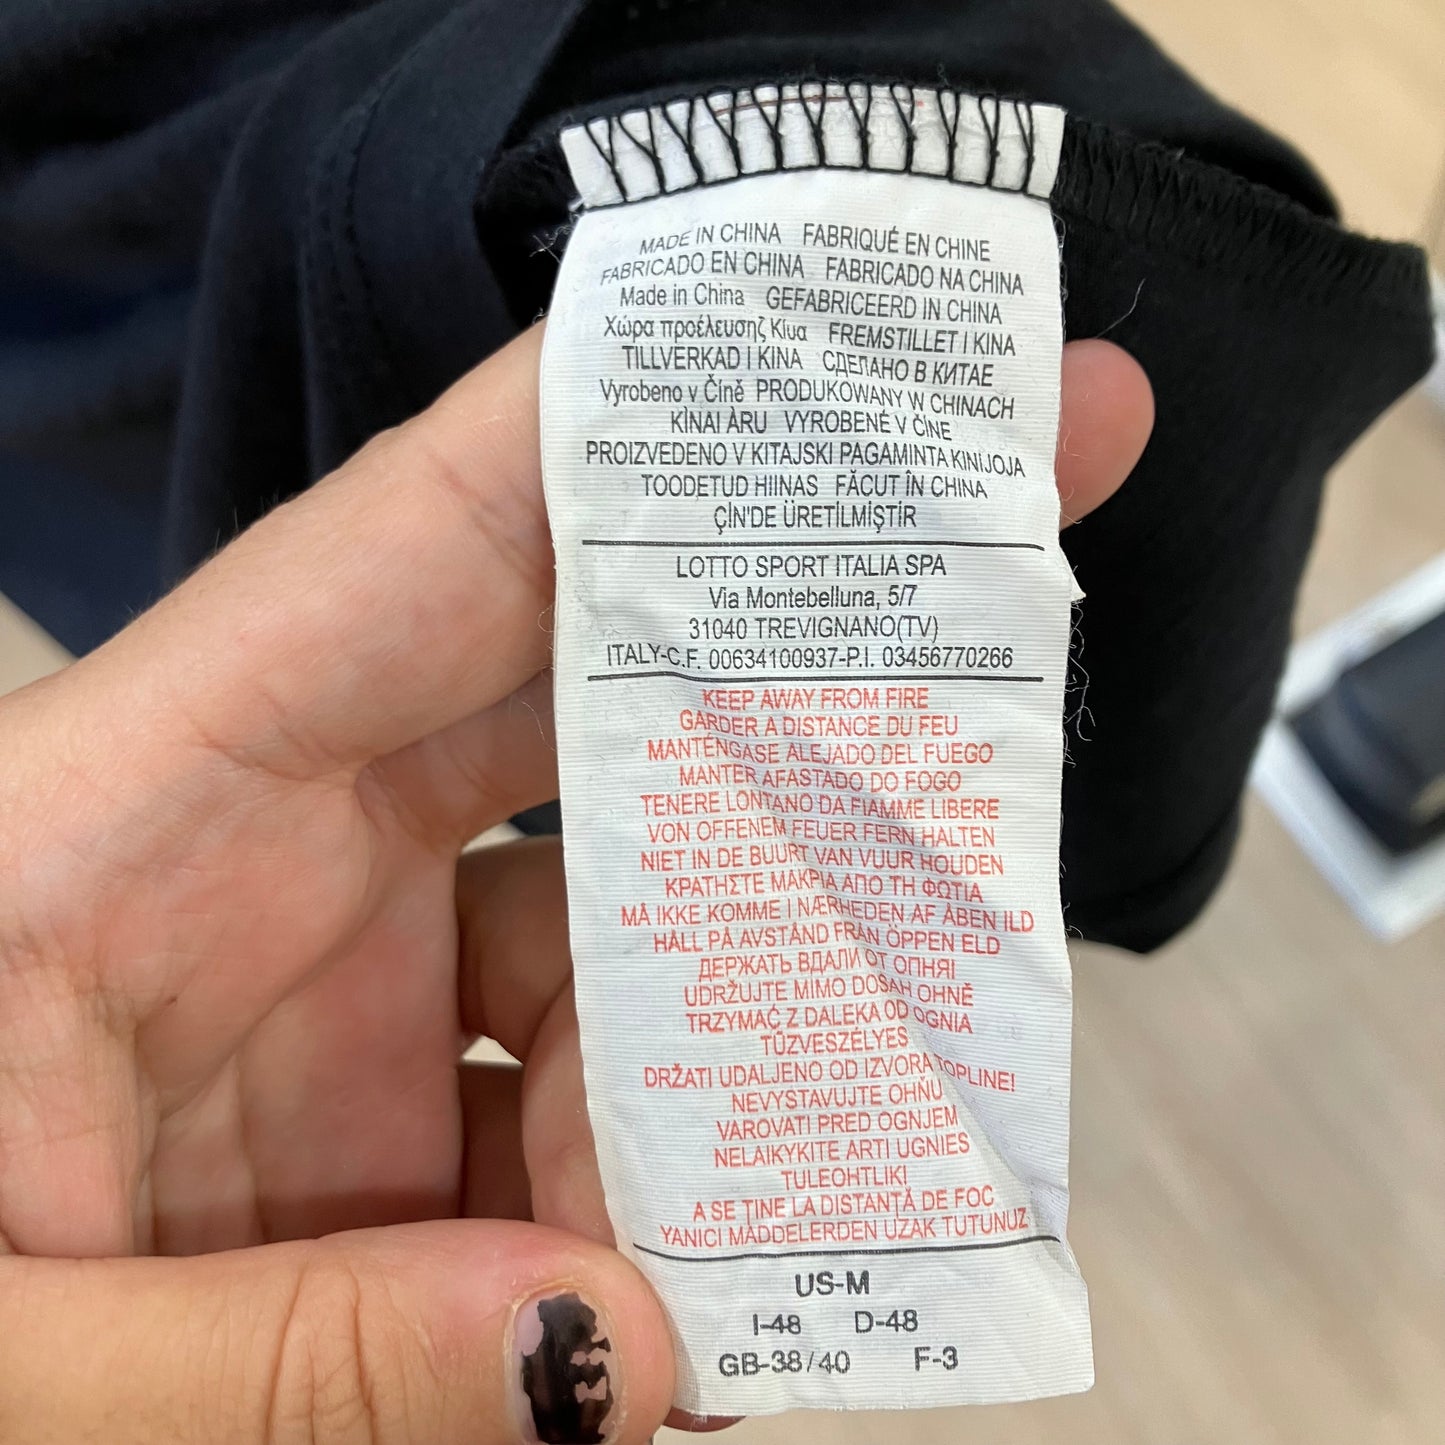 MADE IN CHINA FABRIQUÉ EN CHINE
FABRICADO EN CHINA FABRICADO NA CHINA
Made in China GEFABRICEERD IN CHINA
Χώρα προέλευσηζ Κίυα FREMSTILLET I KINA
TILLVERKAD I KINA СДЕЛАНО В КИТАЕ
Vyrobeno v Číně PRODUKOWANY W CHINACH
KÌNAI ÀRU VYROBENÉ V ČÍNE
PROIZVEDENO V KITAJSKI PAGAMINTA KINIJOJA
TOODETUD HIINAS FĂCUT ÎN CHINA
ÇİN'DE ÜRETİLMİŞTİR
LOTTO SPORT ITALIA SPA
Via Montebelluna, 5/7
31040 TREVIGNANO(TV)
ITALY-C.F. 00634100937-P.I. 03456770266
KEEP AWAY FROM FIRE
GARDER A DISTANCE DU FEU
MANTÉNGASE ALEJADO DEL FUEGO
MANTER AFASTADO DO FOGO
TENERE LONTANO DA FIAMME LIBERE
VON OFFENEM FEUER FERN HALTEN
NIET IN DE BUURT VAN VUUR HOUDEN
ΚΡΑΤΗΣΤΕ ΜΑΚΡΙΑ ΑΠΟ ΤΗ ΦΩΤΙΑ
MÅ IKKE KOMME I NÆRHEDEN AF ÅBEN ILD
HÅLL PÅ AVSTÅND FRÅN ÖPPEN ELD
ДЕРЖАТЬ ВДАЛИ ОТ ОПНЯ!
UDRŽUJTE MIMO DOSAH OHNĚ
TRZYMAĆ Z DALEKA OD OGNIA
TŰZVESZÉLYES
DRŽATI UDALJENO OD IZVORA TOPLINE!
NEVYSTAVUJTE OHŇU
VAROVATI PRED OGNJEM
NELAIKYKITE ARTI UGNIES
TULEOHTLIK!
A SE ȚINE LA DISTANȚĂ DE FOC
YANICI MADDELERDEN UZAK TUTUNUZ
US-M
I-48 D-48
GB-38/40 F-3